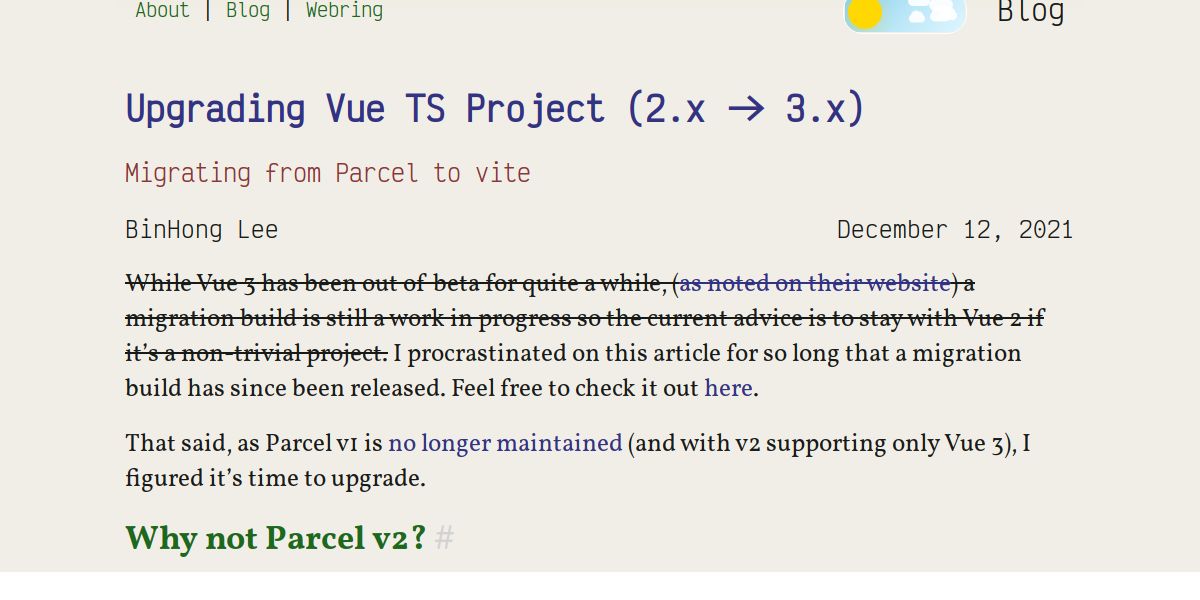 About | Blog | Webring
Blog
Upgrading Vue TS Project (2.x → 3.x)
Migrating from Parcel to vite
BinHong Lee
December 12, 2021
While Vue 3 has been out of beta for quite a while, (as noted on their website) a
migration build is still a work in progress so the current advice is to stay with Vue 2 if
it’s a non-trivial project. I procrastinated on this article for so long that a migration
build has since been released. Feel free to check it out here.
That said, as Parcel v1 is no longer maintained (and with v2 supporting only Vue 3), I
figured it’s time to upgrade.
Why not Parcel v2? #